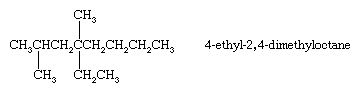 CH₃
CH₃CHCH₂CCH₂CH₂CH₂CH₃ 4-ethyl-2,4-dimethyloctane
CH₃ CH₂CH₃